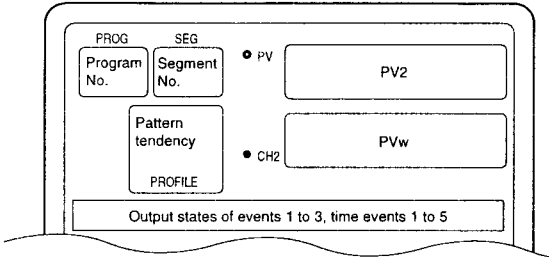 PROG SEG
Program No. Segment No. PV PV2
Pattern tendency PROFILE CH2 PVw
Output states of events 1 to 3, time events 1 to 5